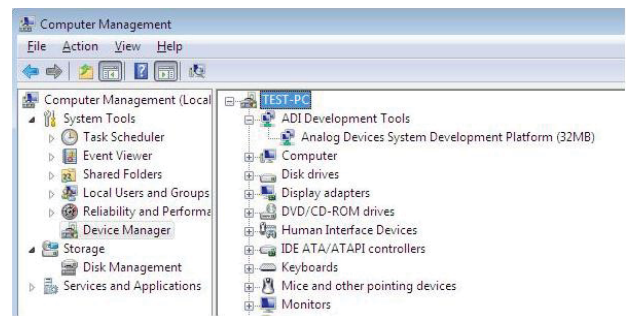 Computer Management
File Action View Help
Computer Management (Local
System Tools
Task Scheduler
Event Viewer
Shared Folders
Local Users and Groups
Reliability and Performa
Device Manager
Storage
Disk Management
Services and Applications
TEST-PC
ADI Development Tools
Analog Devices System Development Platform (32MB)
Computer
Disk drives
Display adapters
DVD/CD-ROM drives
Human Interface Devices
IDE ATA/ATAPI controllers
Keyboards
Mice and other pointing devices
Monitors